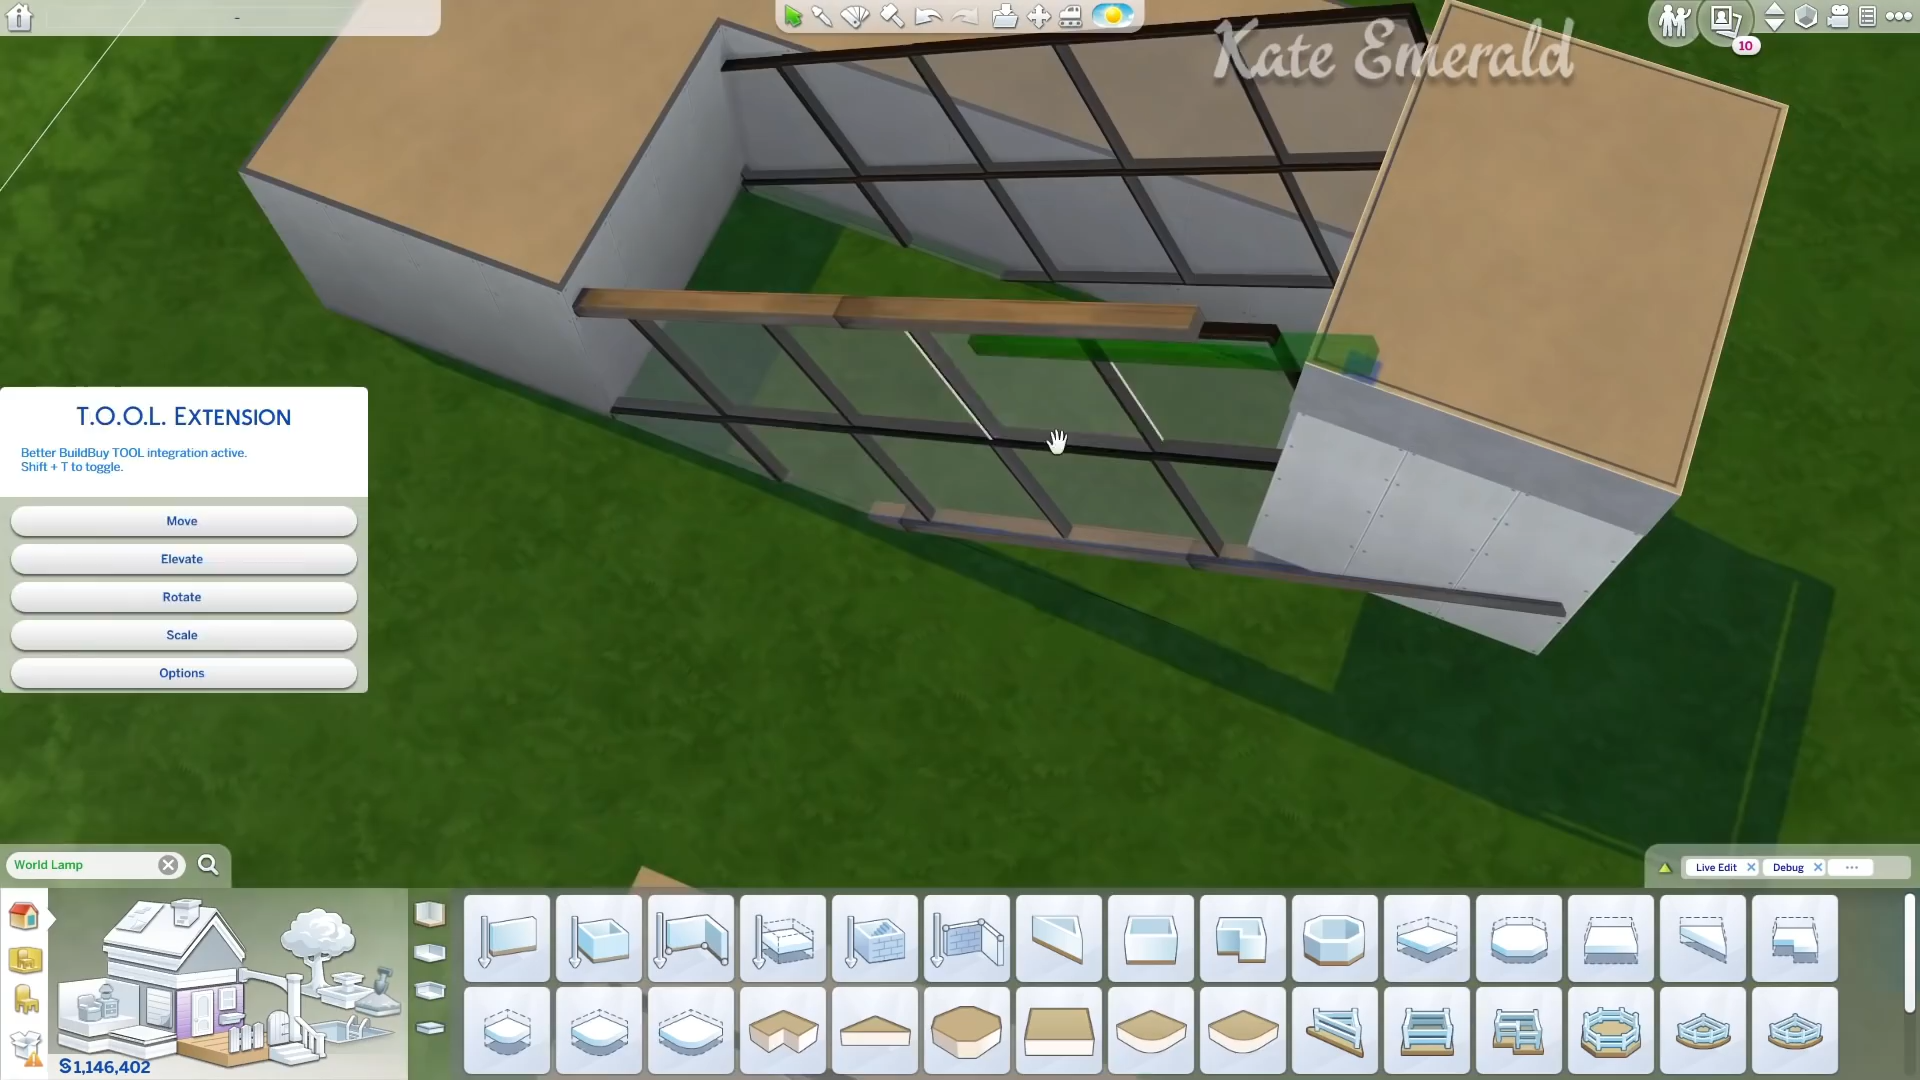 -
Kate Emerald
10
T.O.O.L. Extension
Better BuildBuy TOOL integration active.
Shift + T to toggle.
Move
Elevate
Rotate
Scale
Options
World Lamp
Live Edit
Debug
...
§1,146,402